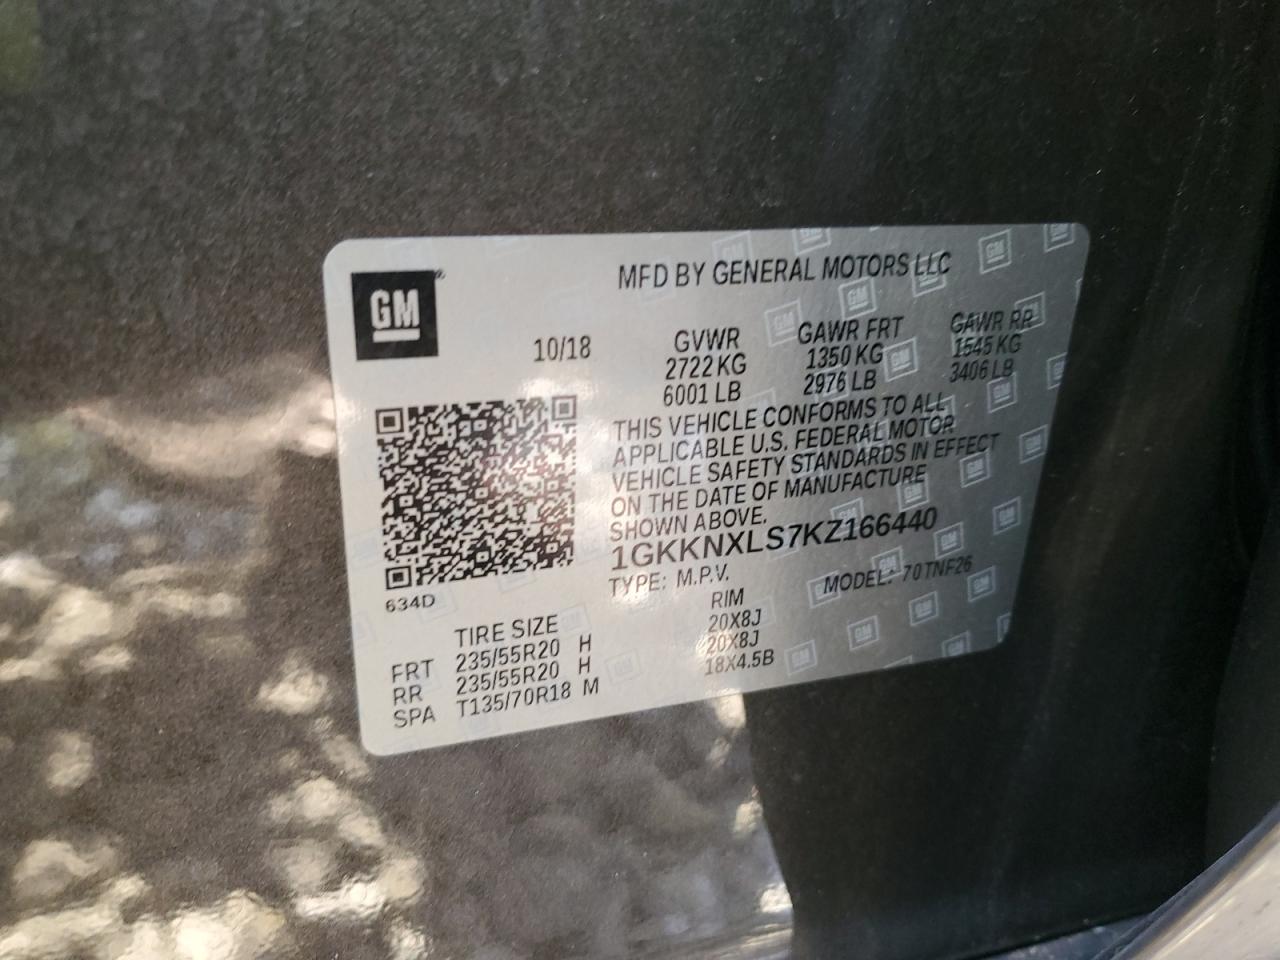 GM
MFD BY GENERAL MOTORS LLC
10/18
GVWR GAWR FRT GAWR RR
2722 KG 1350 KG 1545 KG
6001 LB 2976 LB 3406 LB
THIS VEHICLE CONFORMS TO ALL
APPLICABLE U.S. FEDERAL MOTOR
VEHICLE SAFETY STANDARDS IN EFFECT
ON THE DATE OF MANUFACTURE
SHOWN ABOVE.
1GKKNXLS7KZ166440
TYPE: M.P.V. MODEL: 70TNF26
634D
TIRE SIZE RIM
FRT 235/55R20 H 20X8J
RR 235/55R20 H 20X8J
SPA T135/70R18 M 18X4.5B